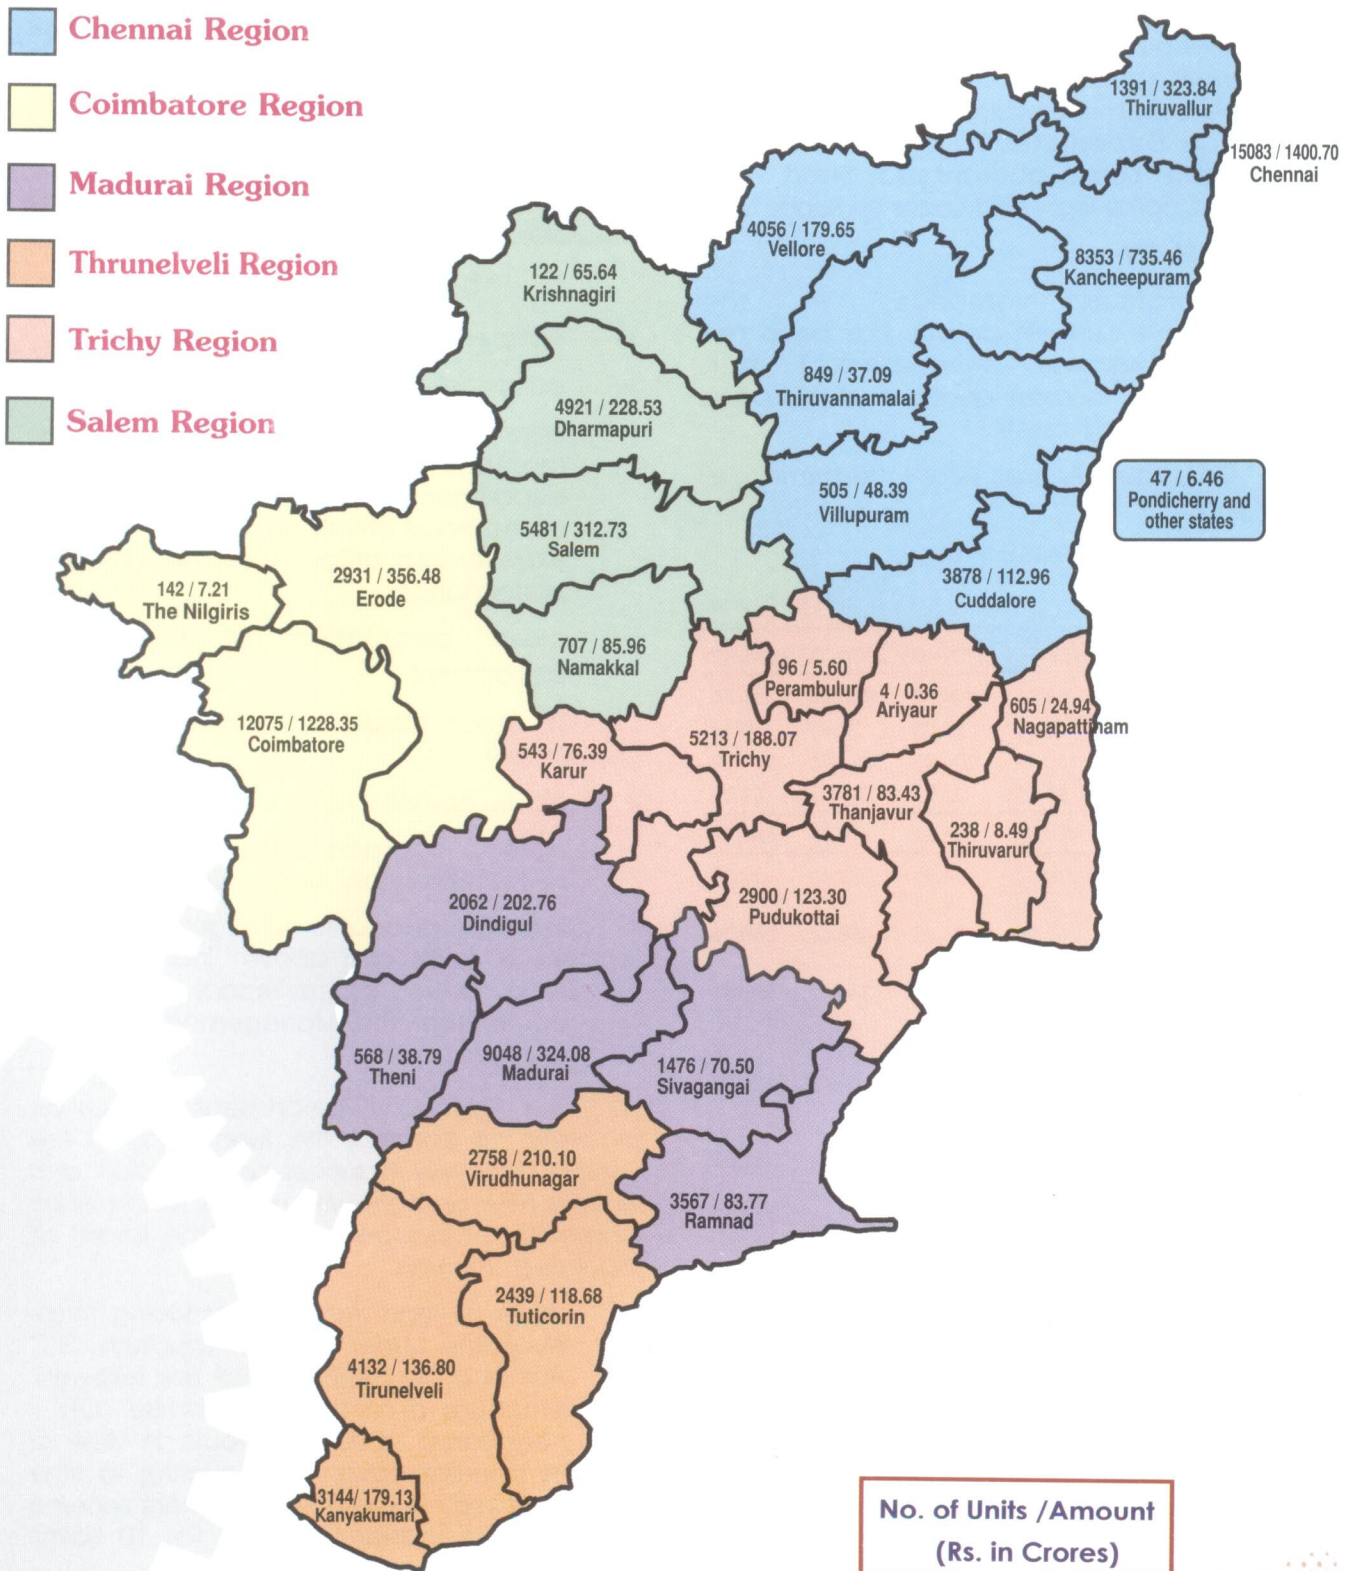 Chennai Region
Coimbatore Region
Madurai Region
Thrunelveli Region
Trichy Region
Salem Region
1391 / 323.84
Thiruvallur
15083 / 1400.70
Chennai
4056 / 179.65
Vellore
8353 / 735.46
Kancheepuram
122 / 65.64
Krishnagiri
849 / 37.09
Thiruvannamalai
4921 / 228.53
Dharmapuri
505 / 48.39
Villupuram
47 / 6.46
Pondicherry and
other states
5481 / 312.73
Salem
3878 / 112.96
Cuddalore
142 / 7.21
The Nilgiris
2931 / 356.48
Erode
707 / 85.96
Namakkal
96 / 5.60
Perambulur
4 / 0.36
Ariyaur
605 / 24.94
Nagapattinam
12075 / 1228.35
Coimbatore
543 / 76.39
Karur
5213 / 188.07
Trichy
3781 / 83.43
Thanjavur
238 / 8.49
Thiruvarur
2062 / 202.76
Dindigul
2900 / 123.30
Pudukottai
568 / 38.79
Theni
9048 / 324.08
Madurai
1476 / 70.50
Sivagangai
2758 / 210.10
Virudhunagar
3567 / 83.77
Ramnad
2439 / 118.68
Tuticorin
4132 / 136.80
Tirunelveli
3144/ 179.13
Kanyakumari
No. of Units /Amount
(Rs. in Crores)